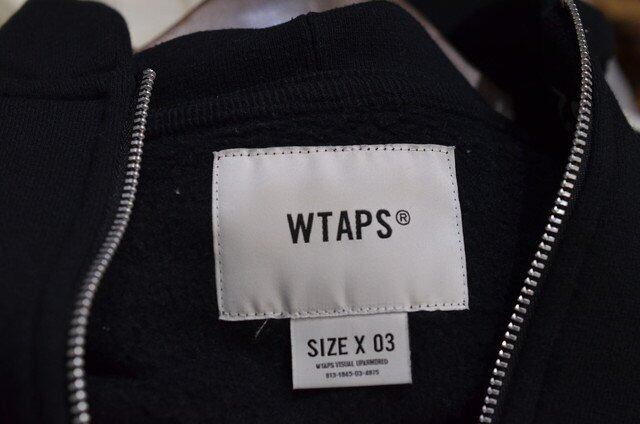 WTAPS®
SIZE X 03
WTAPS VISUAL UPARMORED